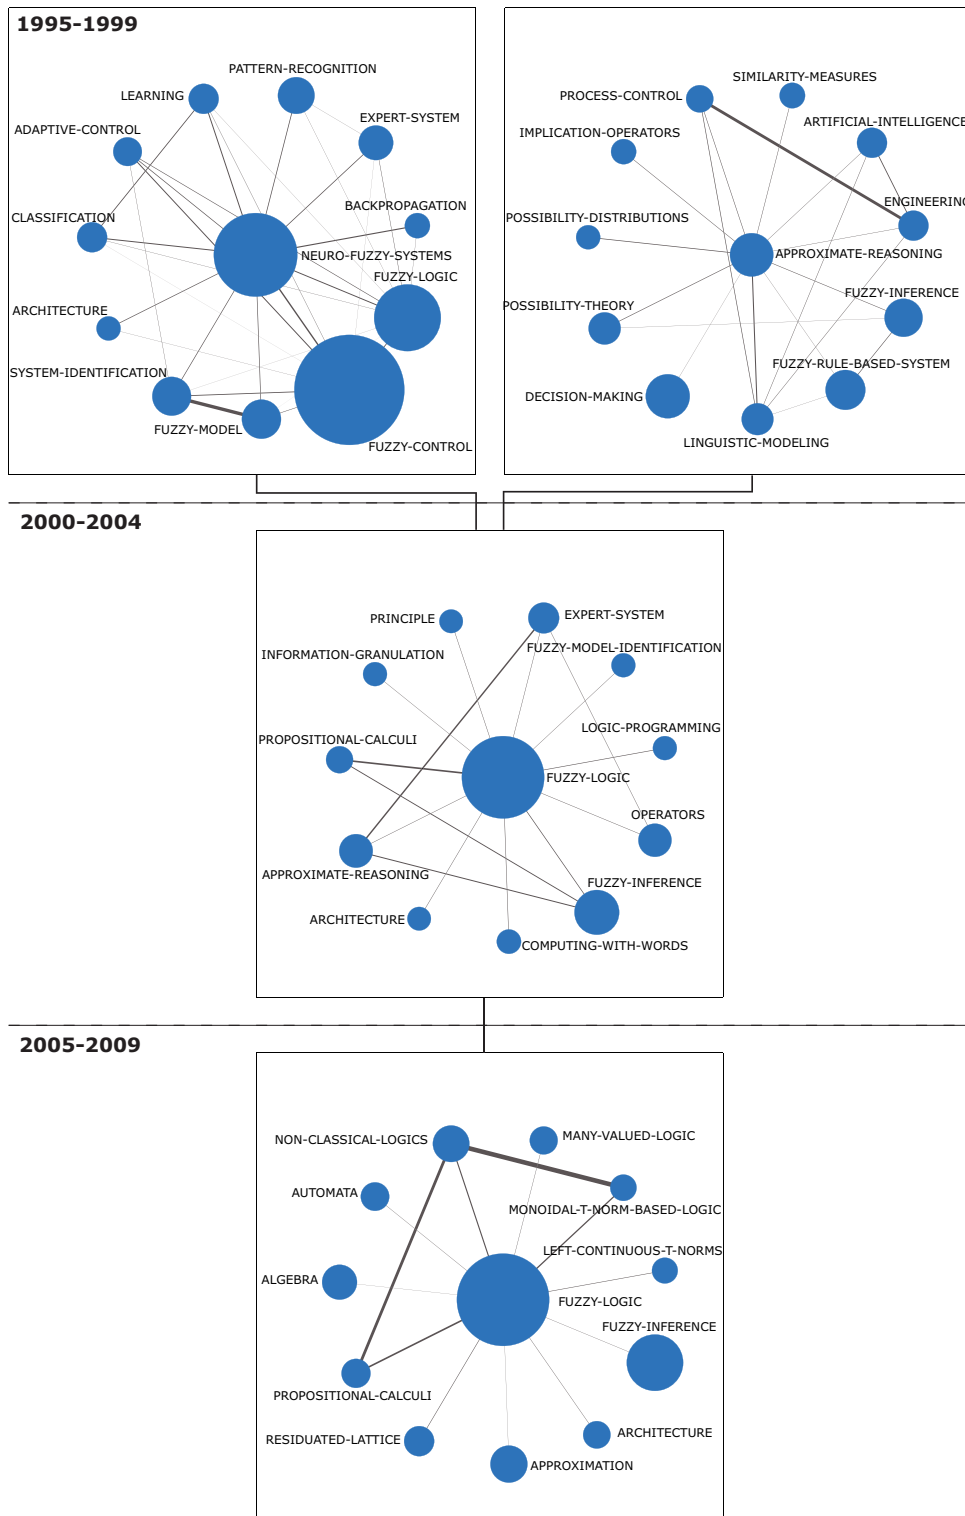 1995-1999
PATTERN-RECOGNITION
LEARNING
EXPERT-SYSTEM
ADAPTIVE-CONTROL
BACKPROPAGATION
CLASSIFICATION
NEURO-FUZZY-SYSTEMS
FUZZY-LOGIC
ARCHITECTURE
SYSTEM-IDENTIFICATION
FUZZY-MODEL
FUZZY-CONTROL
SIMILARITY-MEASURES
PROCESS-CONTROL
ARTIFICIAL-INTELLIGENCE
IMPLICATION-OPERATORS
ENGINEERING
POSSIBILITY-DISTRIBUTIONS
APPROXIMATE-REASONING
FUZZY-INFERENCE
POSSIBILITY-THEORY
FUZZY-RULE-BASED-SYSTEM
DECISION-MAKING
LINGUISTIC-MODELING
2000-2004
PRINCIPLE
EXPERT-SYSTEM
FUZZY-MODEL-IDENTIFICATION
INFORMATION-GRANULATION
LOGIC-PROGRAMMING
PROPOSITIONAL-CALCULI
FUZZY-LOGIC
OPERATORS
APPROXIMATE-REASONING
FUZZY-INFERENCE
ARCHITECTURE
COMPUTING-WITH-WORDS
2005-2009
NON-CLASSICAL-LOGICS
MANY-VALUED-LOGIC
AUTOMATA
MONOIDAL-T-NORM-BASED-LOGIC
LEFT-CONTINUOUS-T-NORMS
ALGEBRA
FUZZY-LOGIC
FUZZY-INFERENCE
PROPOSITIONAL-CALCULI
RESIDUATED-LATTICE
ARCHITECTURE
APPROXIMATION